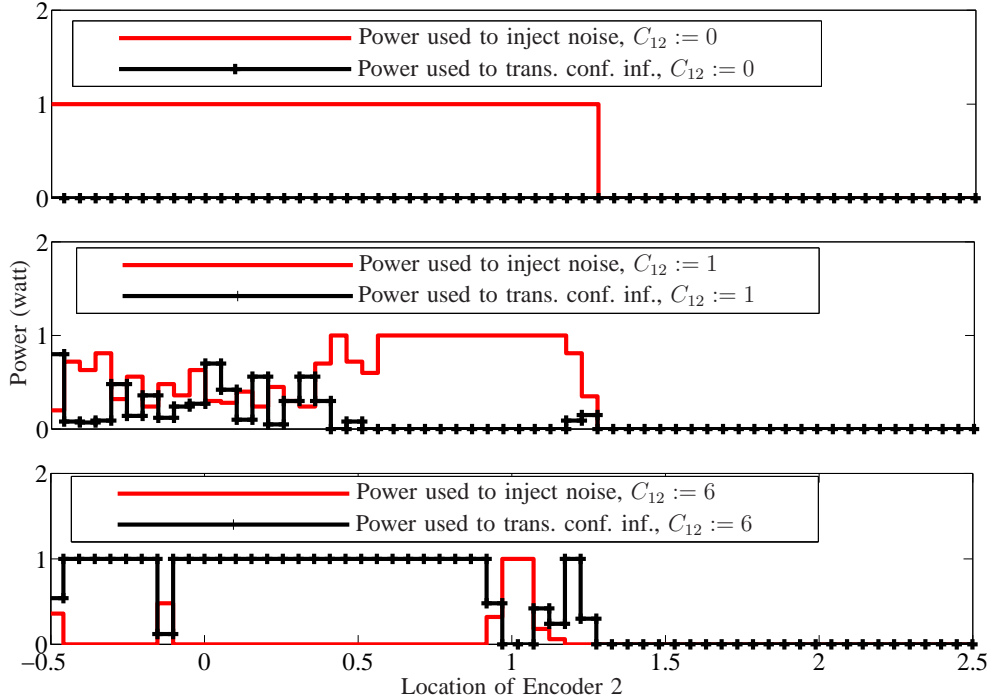 2
Power used to inject noise, C12 := 0
Power used to trans. conf. inf., C12 := 0
1
0
2
Power used to inject noise, C12 := 1
Power used to trans. conf. inf., C12 := 1
1
0
Power (watt)
2
Power used to inject noise, C12 := 6
Power used to trans. conf. inf., C12 := 6
1
0
−0.5 0 0.5 1 1.5 2 2.5
Location of Encoder 2